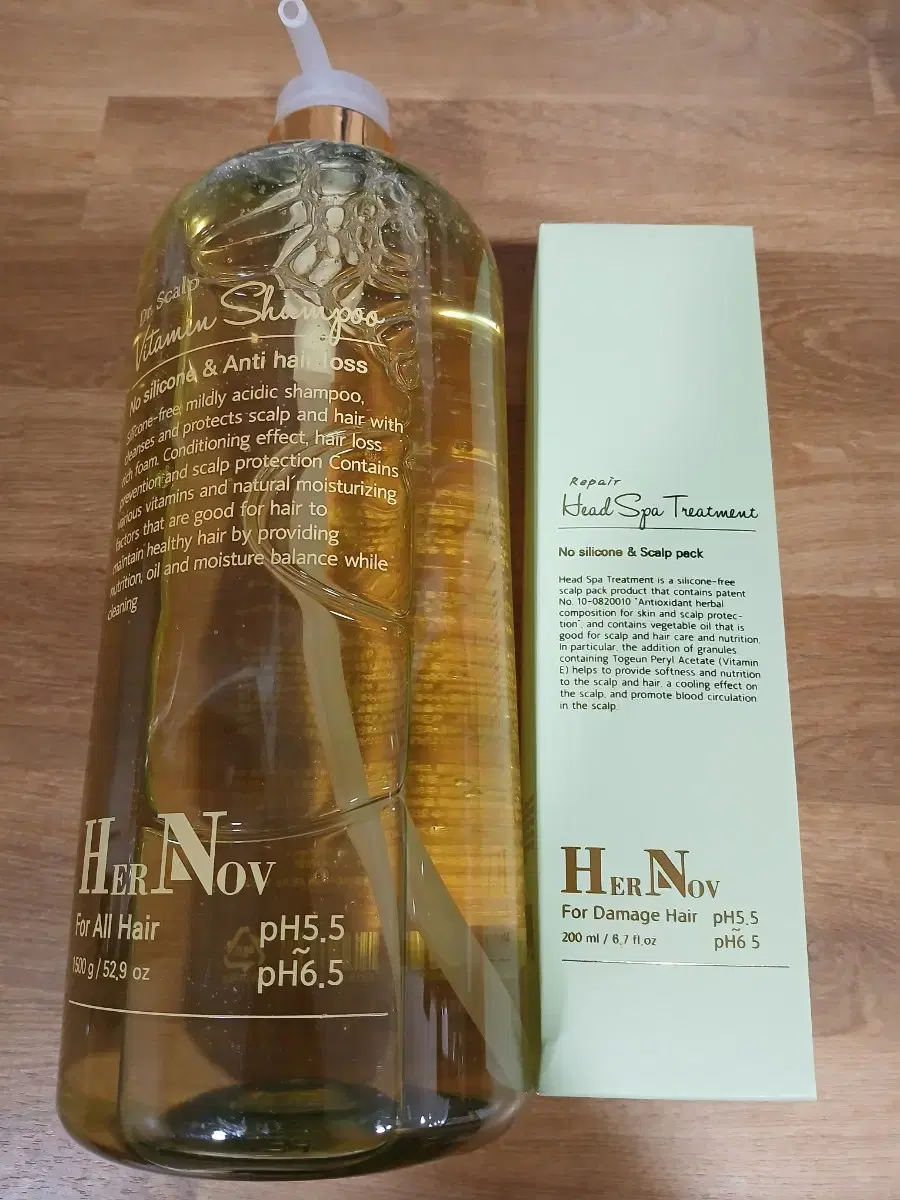 Dr. Scalp
Vitamin Shampoo
No silicone & Anti hair loss
silicone-free mildly acidic shampoo,
cleanses and protects scalp and hair with
rich foam. Conditioning effect, hair loss
prevention and scalp protection Contains
various vitamins and natural moisturizing
factors that are good for hair to
maintain healthy hair by providing
nutrition, oil and moisture balance while
cleaning
HERNOV
For All Hair
pH5.5
~
pH6.5
1500 g / 52,9 oz
Repair
Head Spa Treatment
No silicone & Scalp pack
Head Spa Treatment is a silicone-free
scalp pack product that contains patent
No. 10-0820010 "Antioxidant herbal
composition for skin and scalp protec-
tion", and contains vegetable oil that is
good for scalp and hair care and nutrition.
In particular, the addition of granules
containing Togeun Peryl Acetate (Vitamin
E) helps to provide softness and nutrition
to the scalp and hair, a cooling effect on
the scalp, and promote blood circulation
in the scalp.
HERNOV
For Damage Hair
pH5.5
~
pH6 5
200 ml / 6,7 fl.oz